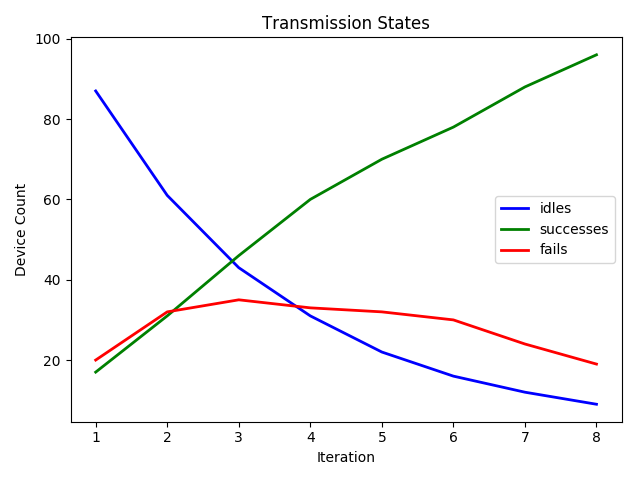 Transmission States
Device Count
100
80
60
40
20
idles
successes
fails
1 2 3 4 5 6 7 8
Iteration